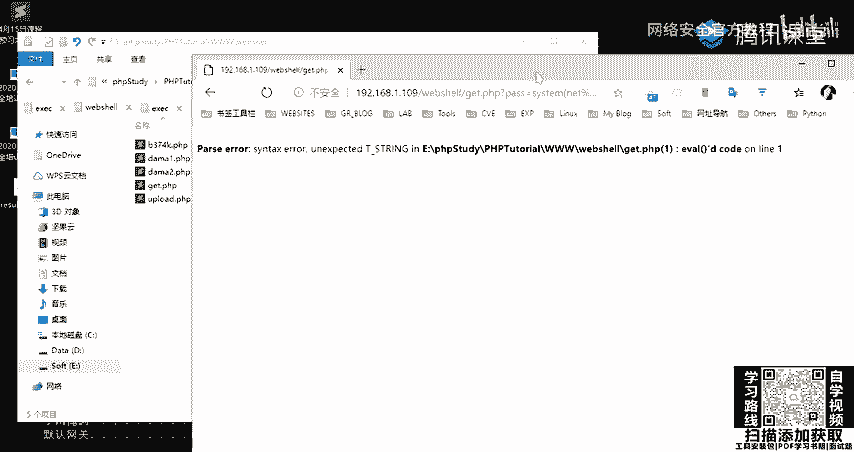 网络安全官方教程
腾讯课堂
文件 主页 共享 查看
phpStudy
exec webshell exec
名称
快速访问
OneDrive
WPS云文档
此电脑
3D 对象
坚果云
视频
图片
文档
下载
音乐
桌面
本地磁盘 (C:)
Data (D:)
Soft (E:)
网络
5 个项目
b374k.php
dama1.php
dama2.php
get.php
upload.php
192.168.1.109/webshell/get.php
不安全 192.168.1.109/webshell/get.php?pass=system(net%...
书签工具栏 WEBSITES GR_BLOG LAB Tools CVE EXP Linux My Blog Soft 网址导航 Others Python
Parse error: syntax error, unexpected T_STRING in E:\phpStudy\PHPTutorial\WWW\webshell\get.php(1) : eval()'d code on line 1
默认网关. . . . . . . . . . . . .
学习路线
自学视频
扫描添加获取
工具安装包|PDF学习书籍|面试题